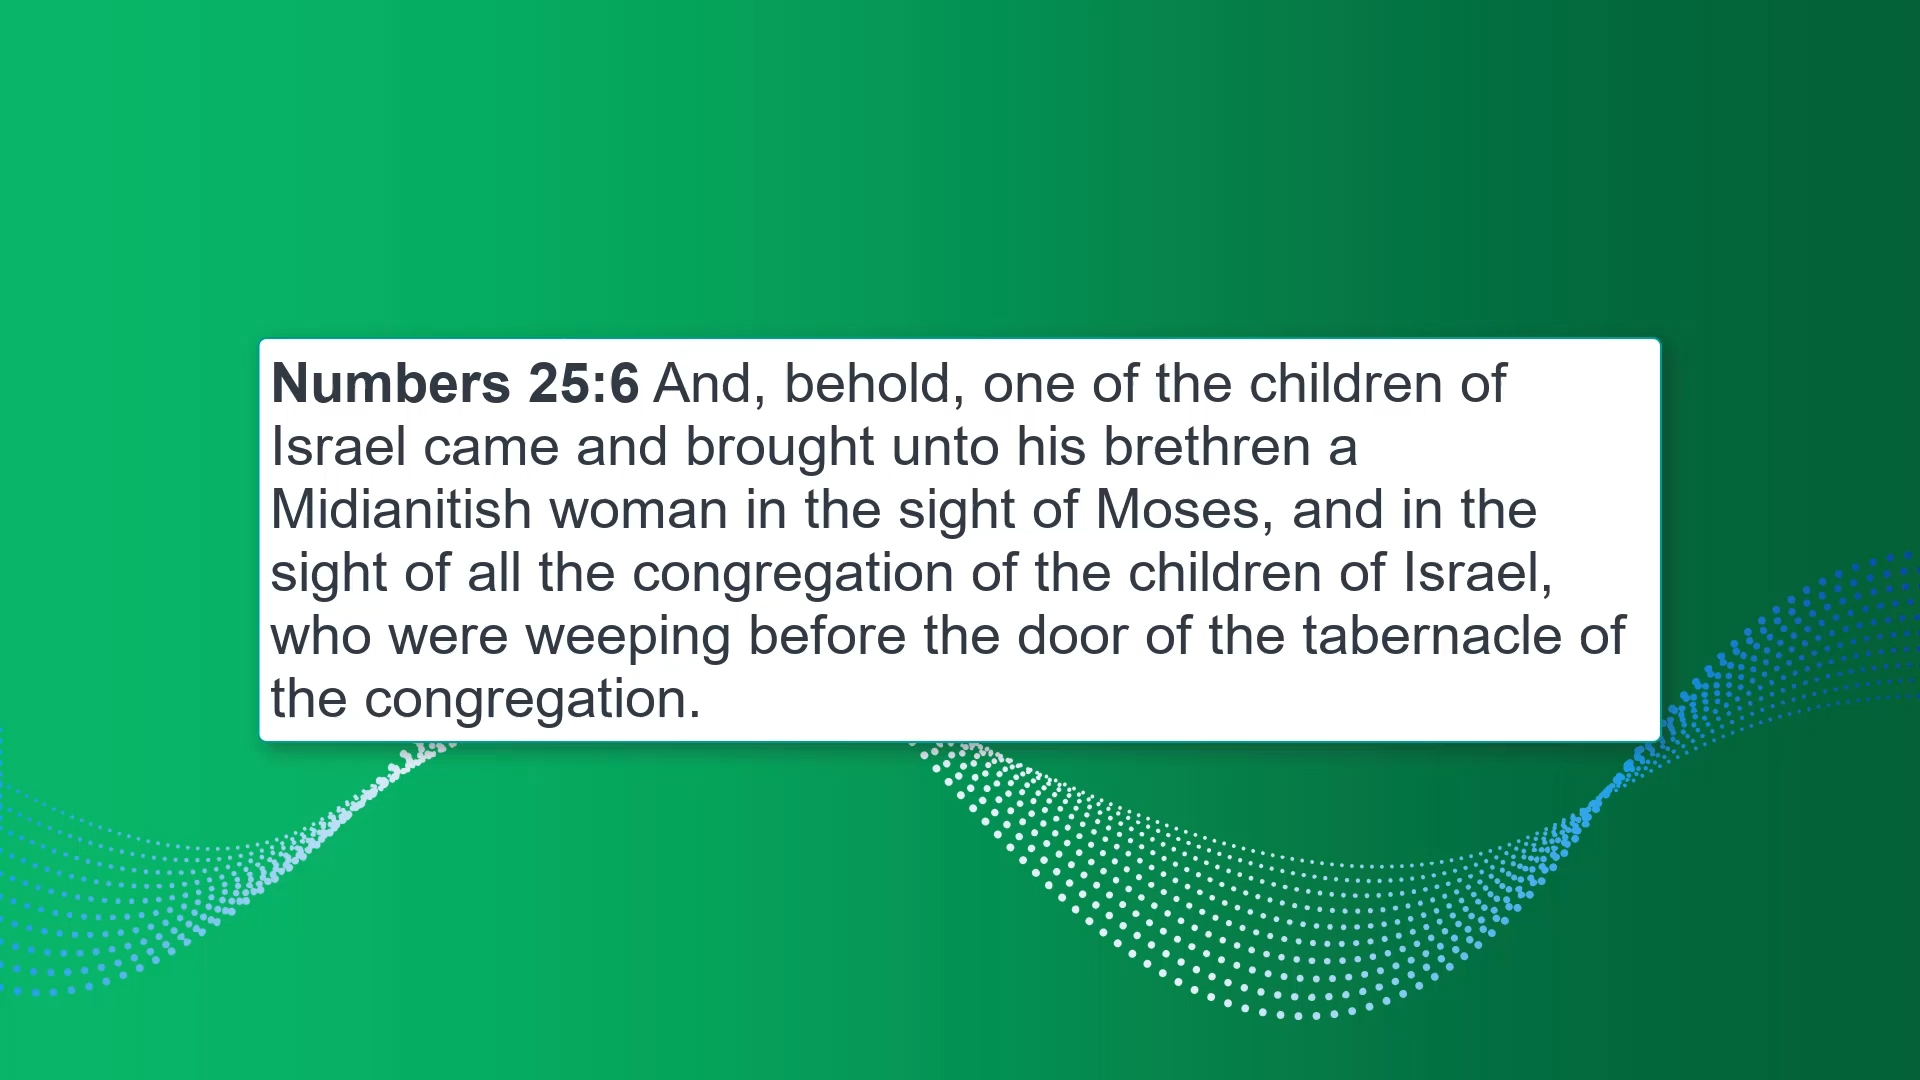 Numbers 25:6 And, behold, one of the children of
Israel came and brought unto his brethren a
Midianitish woman in the sight of Moses, and in the
sight of all the congregation of the children of Israel,
who were weeping before the door of the tabernacle of
the congregation.